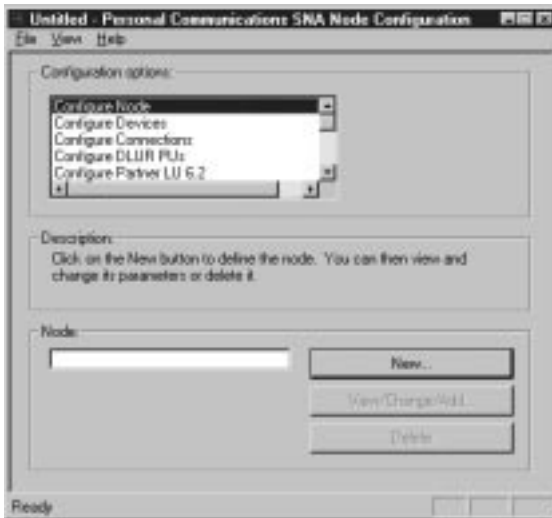 Untitled - Personal Communications SNA Node Configuration
File View Help
Configuration options:
Configure Node
Configure Devices
Configure Connections
Configure DLUR PUs
Configure Partner LU 6.2
Description:
Click on the New button to define the node. You can then view and
change its parameters or delete it.
Node:
New...
View/Change/Add...
Delete
Ready